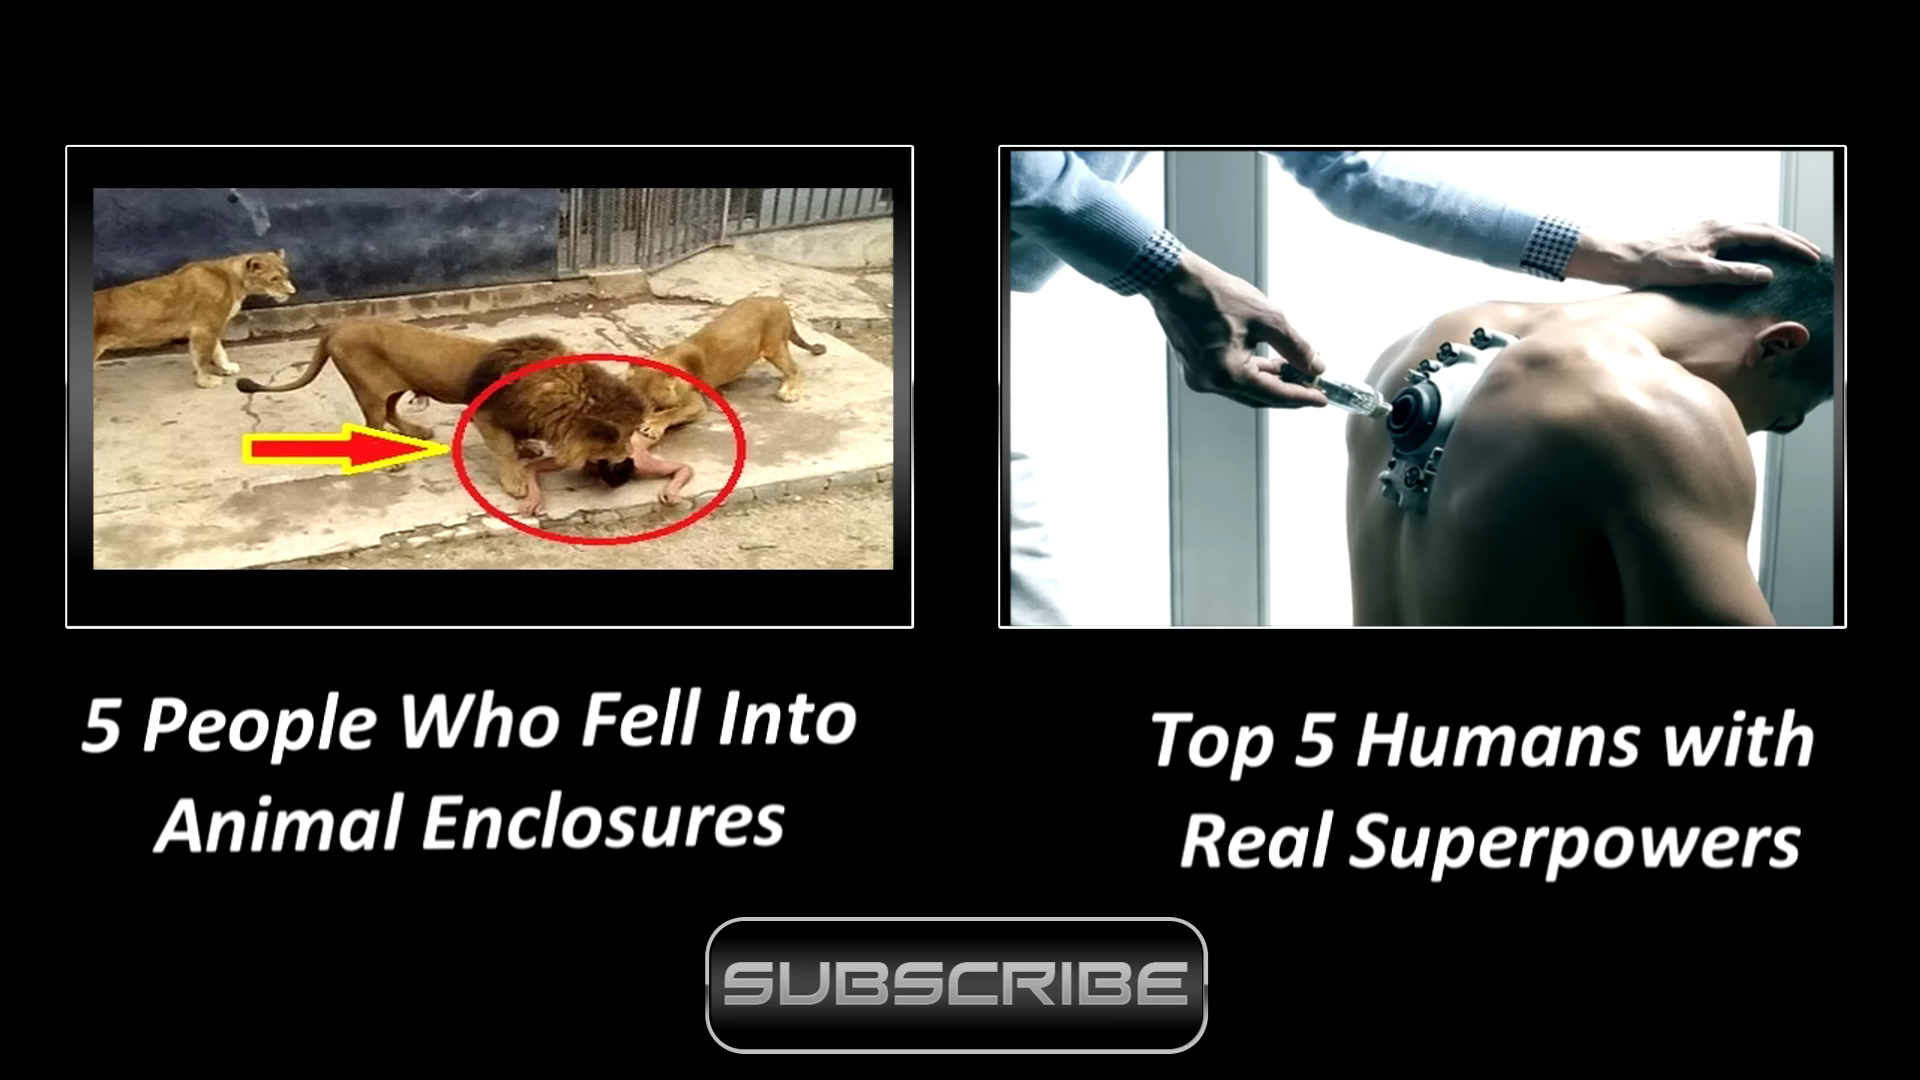 5 People Who Fell Into
Animal Enclosures
Top 5 Humans with
Real Superpowers
SUBSCRIBE